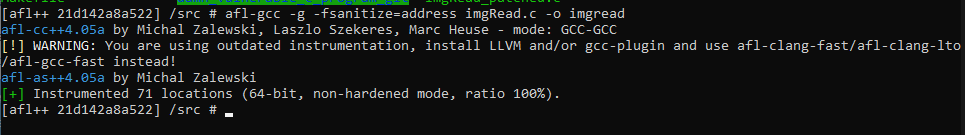 [afl++ 21d142a8a522] /src # afl-gcc -g -fsanitize=address imgRead.c -o imgread
afl-cc++4.05a by Michal Zalewski, Laszlo Szekeres, Marc Heuse - mode: GCC-GCC
[!] WARNING: You are using outdated instrumentation, install LLVM and/or gcc-plugin and use afl-clang-fast/afl-clang-lto
/afl-gcc-fast instead!
afl-as++4.05a by Michal Zalewski
[+] Instrumented 71 locations (64-bit, non-hardened mode, ratio 100%).
[afl++ 21d142a8a522] /src #